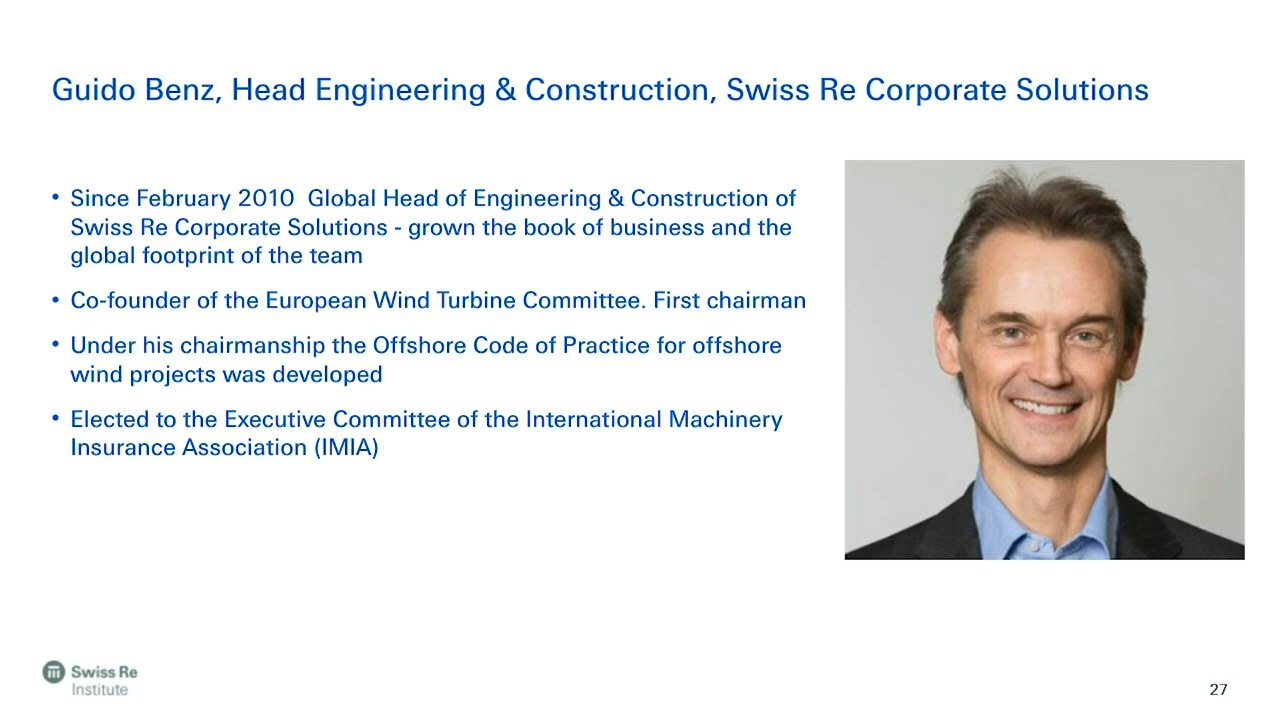 Guido Benz, Head Engineering & Construction, Swiss Re Corporate Solutions
• Since February 2010  Global Head of Engineering & Construction of
Swiss Re Corporate Solutions - grown the book of business and the
global footprint of the team
• Co-founder of the European Wind Turbine Committee. First chairman
• Under his chairmanship the Offshore Code of Practice for offshore
wind projects was developed
• Elected to the Executive Committee of the International Machinery
Insurance Association (IMIA)
Swiss Re
Institute
27